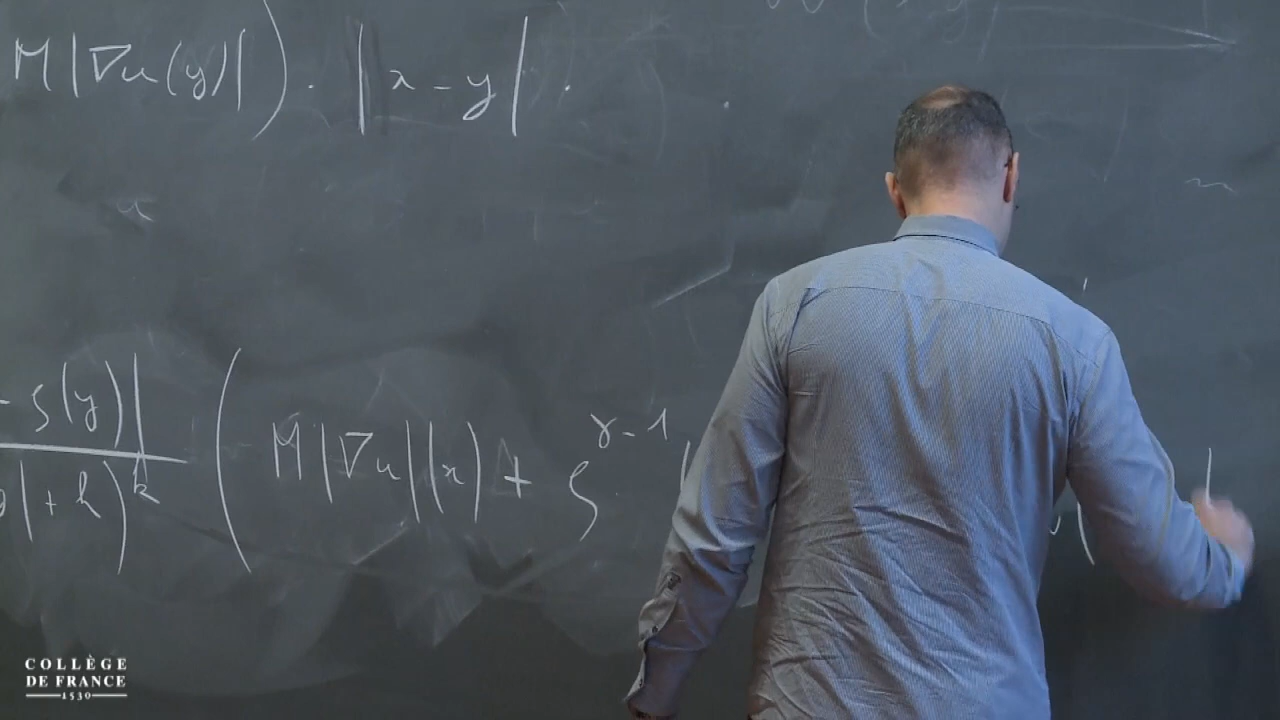 M|∇u(y)|) . |x - y| .
- ρ(y)| / |+ h)^k ( M|∇u|(x) + ρ^{γ-1}
COLLÈGE
DE FRANCE
1530